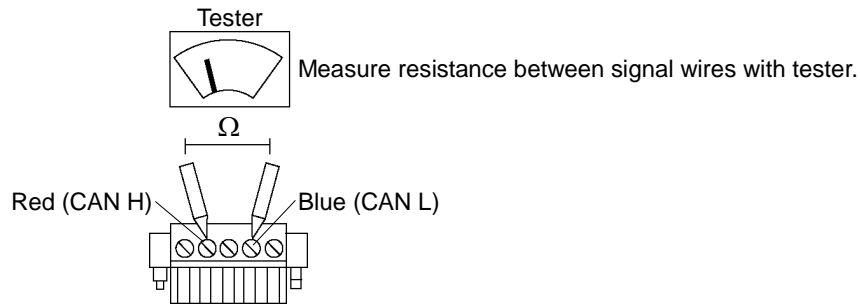 Tester
Measure resistance between signal wires with tester.
Ω
Red (CAN H)
Blue (CAN L)